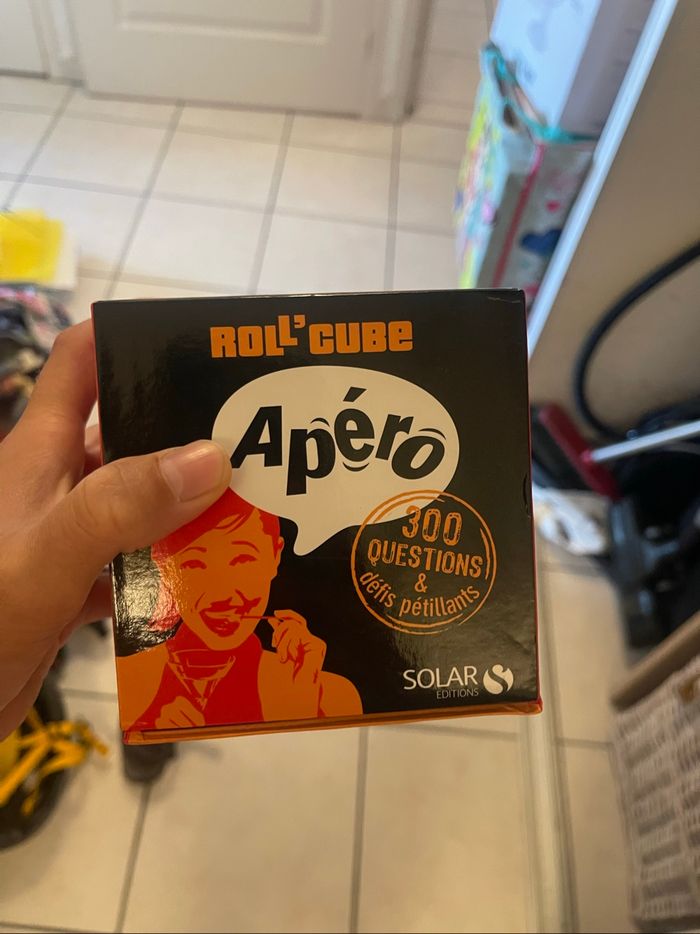 ROLL'CUBE
Apéro
300
QUESTIONS
&
défis pétillants
SOLAR
EDITIONS